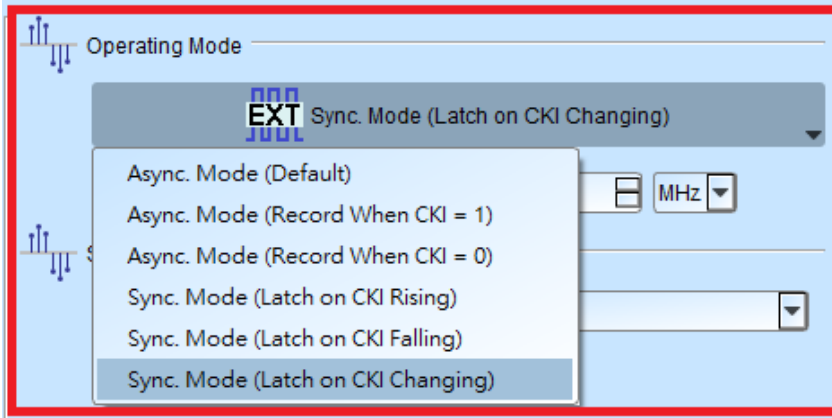 Operating Mode
EXT Sync. Mode (Latch on CKI Changing)
Async. Mode (Default)
Async. Mode (Record When CKI = 1)
MHz
Async. Mode (Record When CKI = 0)
Sync. Mode (Latch on CKI Rising)
Sync. Mode (Latch on CKI Falling)
Sync. Mode (Latch on CKI Changing)